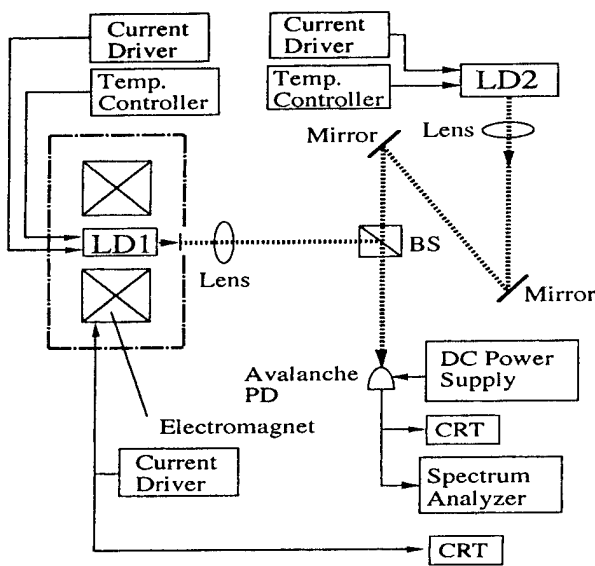 Current
Driver
Temp.
Controller
Current
Driver
Temp.
Controller
LD2
Lens
Mirror
LD1
Lens
BS
Mirror
Avalanche
PD
DC Power
Supply
Electromagnet
CRT
Current
Driver
Spectrum
Analyzer
CRT